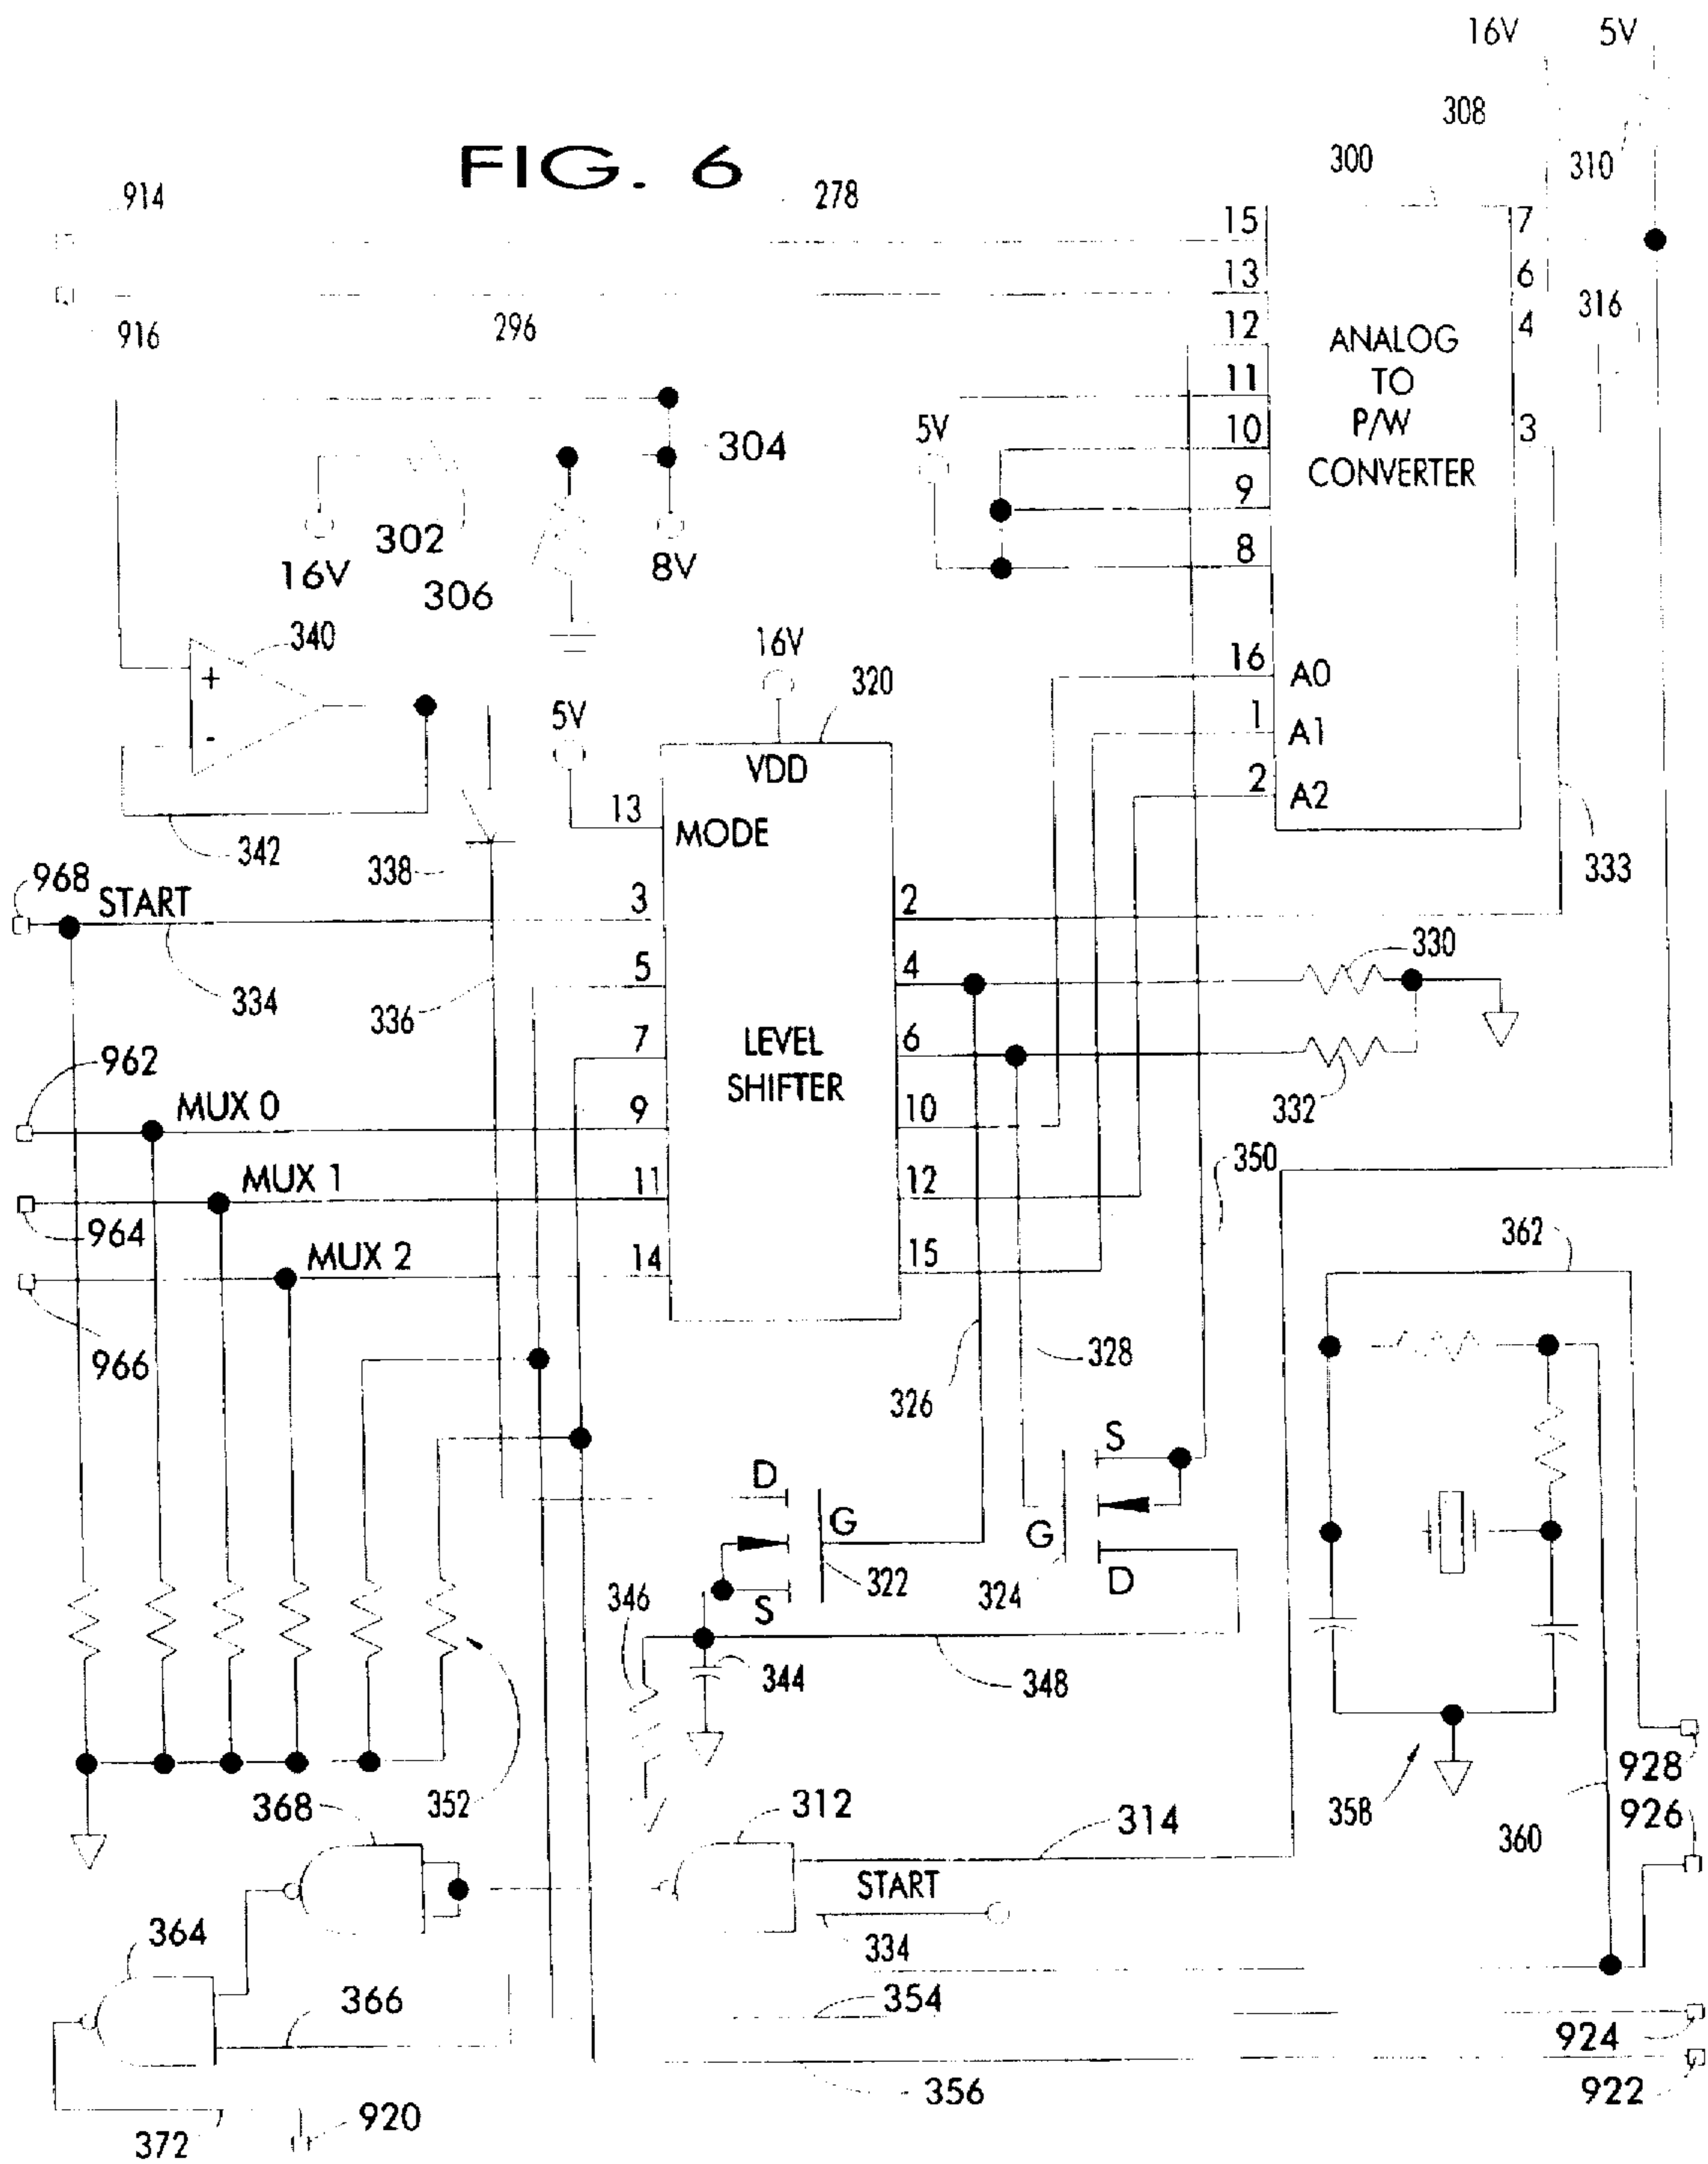 16V 5V
308
FIG. 6
300 310
914 278
15 7
13 6
916 296 316
12 4
ANALOG
TO
P/W
CONVERTER
11
5V 10 3
304
9
302
8
16V 8V
306
340
16V
16 A0
+
320
5V
1 A1
-
VDD
2 A2
13 MODE
342 338
333
968 START 3 2
330
5 4
334 336
LEVEL
SHIFTER
7 6
962
332
MUX 0 9 10
350
MUX 1 11 12
964
362
MUX 2 14 15
966 328
326
S
D
G G
322 324 D
346 S
344 348
928
368 352 312 314 358 926
360
START
364 334
366 354
924
356 922
372 920